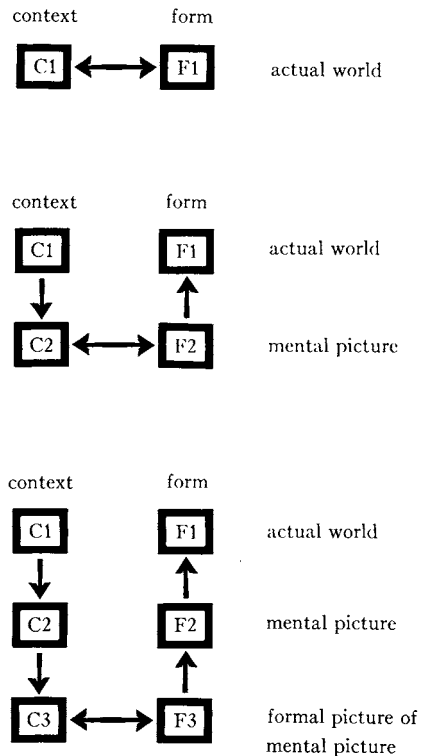 context form
C1 F1 actual world
context form
C1 F1 actual world
C2 F2 mental picture
context form
C1 F1 actual world
C2 F2 mental picture
C3 F3 formal picture of
mental picture